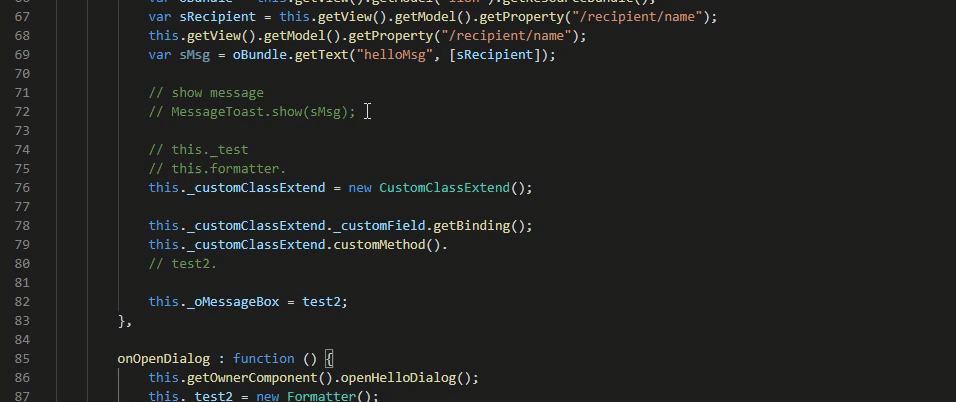 66 var oBundle = this.getView().getModel("i18n").getResourceBundle();
67 var sRecipient = this.getView().getModel().getProperty("/recipient/name");
68 this.getView().getModel().getProperty("/recipient/name");
69 var sMsg = oBundle.getText("helloMsg", [sRecipient]);
70
71 // show message
72 // MessageToast.show(sMsg);
73
74 // this._test
75 // this.formatter.
76 this._customClassExtend = new CustomClassExtend();
77
78 this._customClassExtend._customField.getBinding();
79 this._customClassExtend.customMethod().
80 // test2.
81
82 this._oMessageBox = test2;
83 },
84
85 onOpenDialog : function () {
86 this.getOwnerComponent().openHelloDialog();
87 this._test2 = new Formatter();